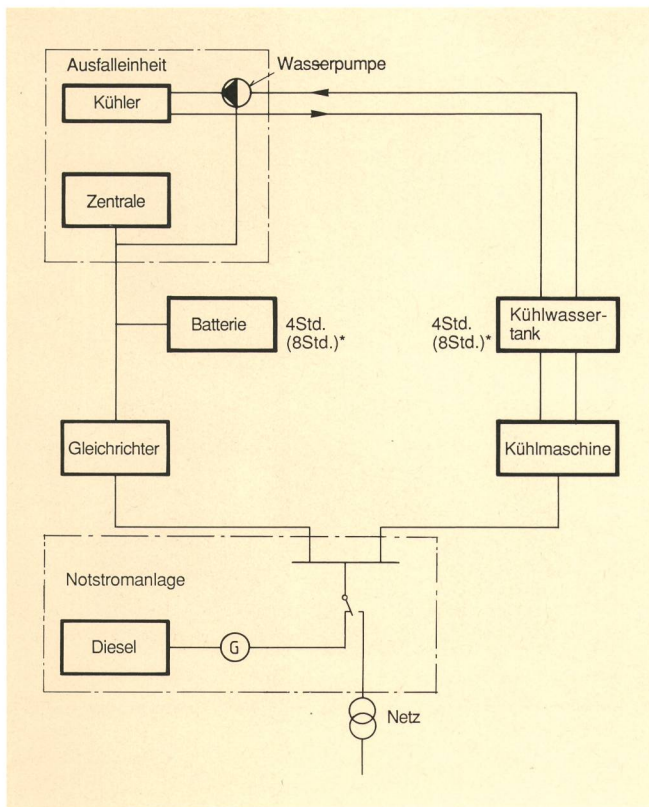 Ausfalleinheit
Wasserpumpe
Kühler
Zentrale
Batterie
4Std.
(8Std.)*
4Std.
(8Std.)*
Kühlwasser-
tank
Gleichrichter
Kühlmaschine
Notstromanlage
Diesel
G
Netz